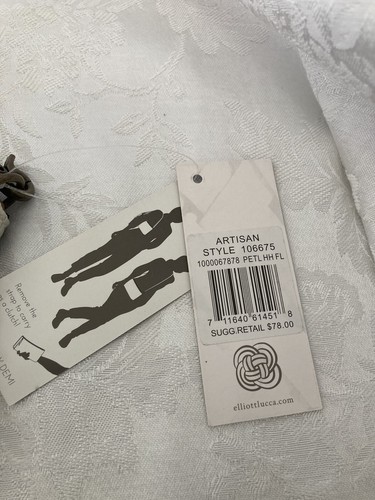 ARTISAN
STYLE 106675
1000067878 PETL HH FL
7 11640 61451 8
SUGG.RETAIL $78.00
elliottlucca.com
Remove the
strap to carry
as a clutch!
DEMI